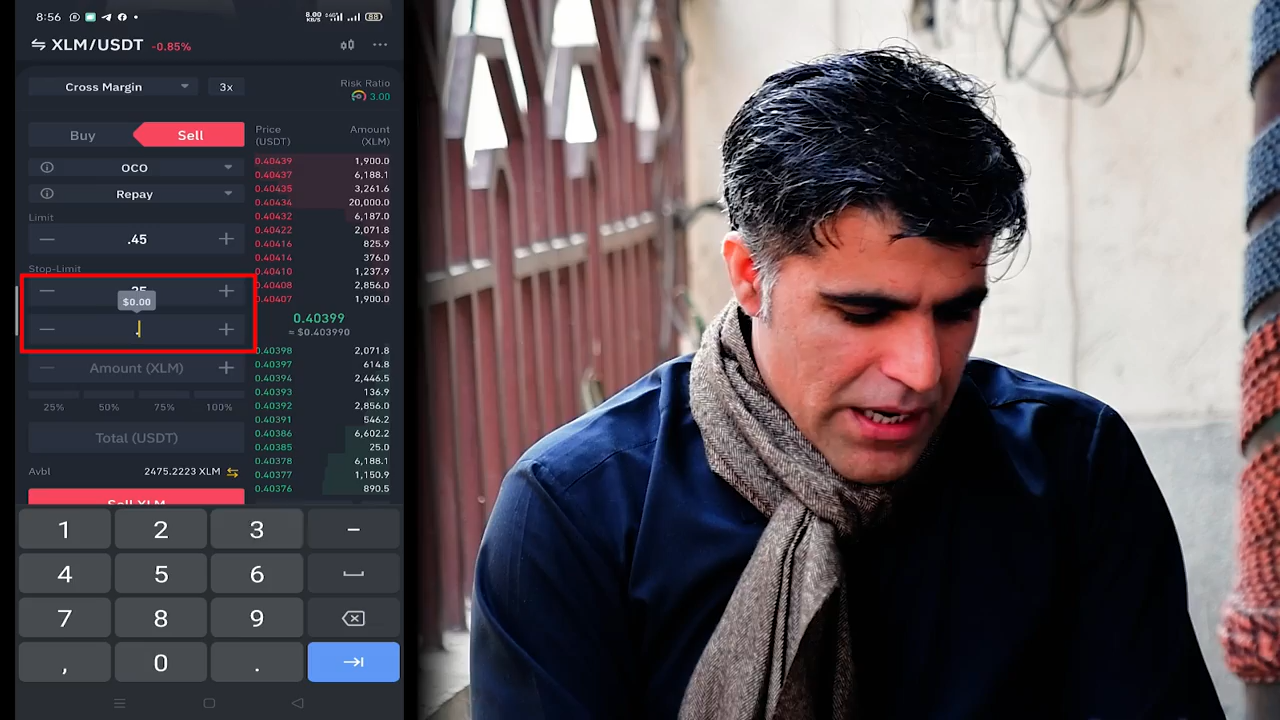 8:56 8.00 KB/S 88
XLM/USDT -0.85%
Cross Margin 3x Risk Ratio
3.00
Buy Sell
OCO
Repay
Limit
.45
Stop-Limit
$0.00
.
Amount (XLM)
25% 50% 75% 100%
Total (USDT)
Avbl 2475.2223 XLM
Sell XLM
Price (USDT) Amount (XLM)
0.40439 1,900.0
0.40437 6,188.1
0.40435 3,261.6
0.40434 20,000.0
0.40432 6,187.0
0.40422 2,071.8
0.40416 825.9
0.40414 376.0
0.40410 1,237.9
0.40408 2,856.0
0.40407 1,900.0
0.40399
≈ $0.403990
0.40398 2,071.8
0.40397 614.8
0.40394 2,446.5
0.40393 136.9
0.40392 2,856.0
0.40391 546.2
0.40386 6,602.2
0.40385 25.0
0.40378 6,188.1
0.40377 1,150.9
0.40376 890.5
1 2 3 −
4 5 6
7 8 9
, 0 .